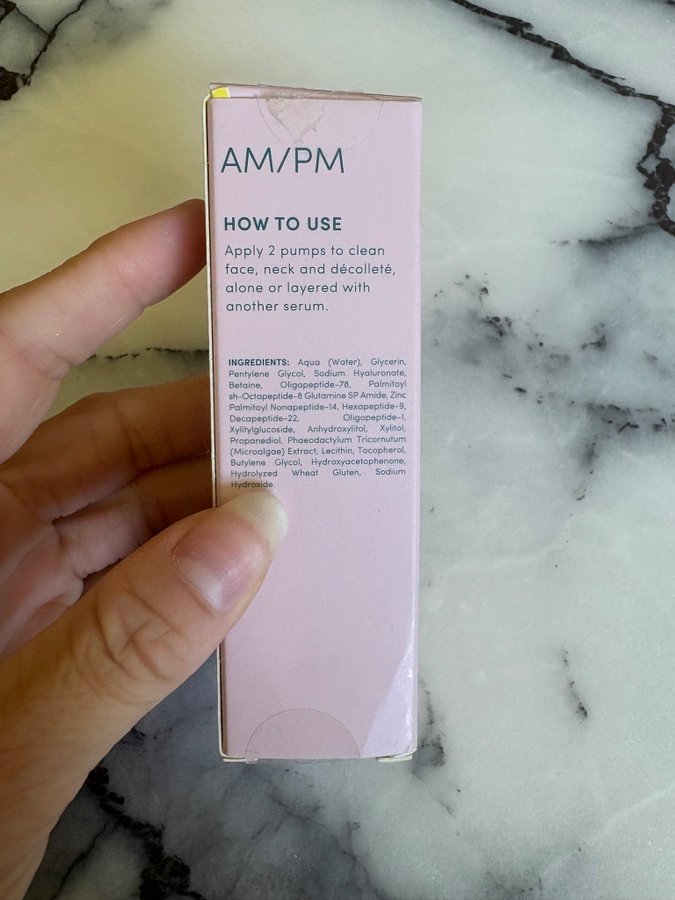 AM/PM
HOW TO USE
Apply 2 pumps to clean
face, neck and décolleté,
alone or layered with
another serum.
INGREDIENTS: Aqua (Water), Glycerin,
Pentylene Glycol, Sodium Hyaluronate,
Betaine, Oligopeptide-78, Palmitoyl
sh-Octapeptide-8 Glutamine SP Amide, Zinc
Palmitoyl Nonapeptide-14, Hexapeptide-9,
Decapeptide-22, Oligopeptide-1,
Xylitylglucoside, Anhydroxylitol, Xylitol,
Propanediol, Phaeodactylum Tricornutum
(Microalgae) Extract, Lecithin, Tocopherol,
Butylene Glycol, Hydroxyacetophenone,
Hydrolyzed Wheat Gluten, Sodium
Hydroxide.